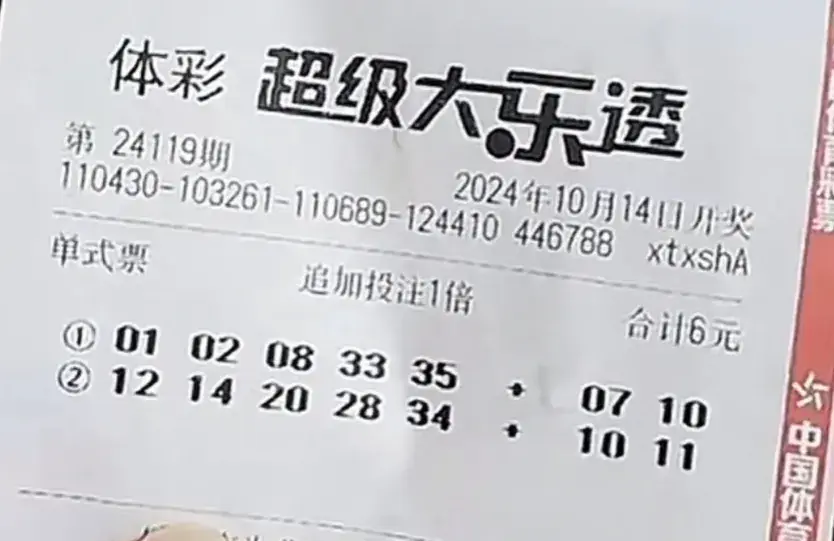 体彩 超级大乐透
第 24119期 2024年10月14日开奖
110430-103261-110689-124410 446788 xtxshA
单式票 追加投注1倍 合计6元
① 01 02 08 33 35 + 07 10
② 12 14 20 28 34 + 10 11
中国体育